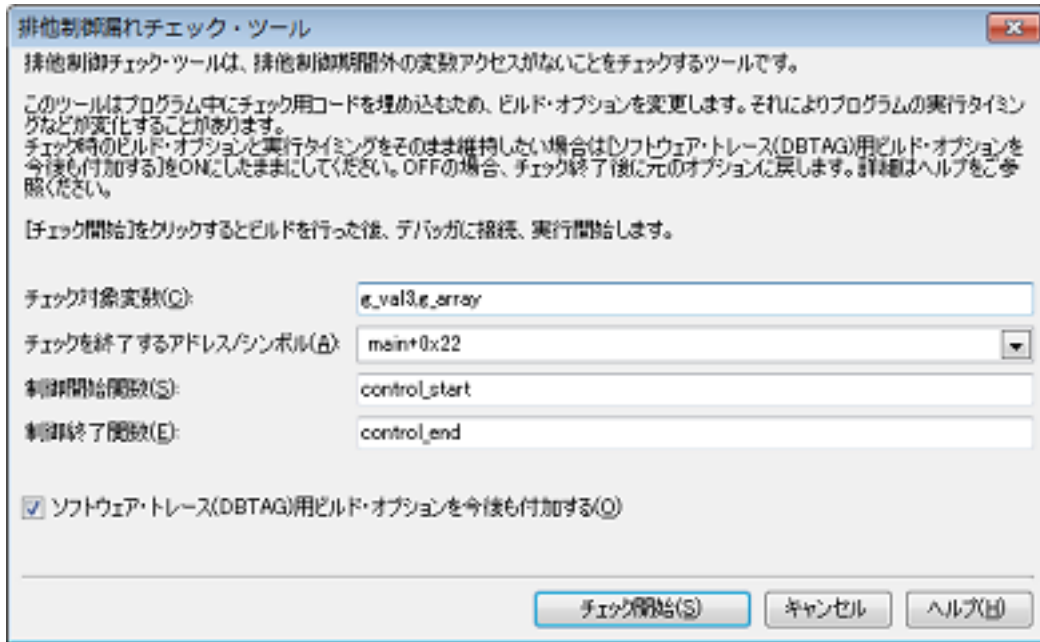 排他制御漏れチェック・ツール
排他制御チェック・ツールは、排他制御期間外の変数アクセスがないことをチェックするツールです。
このツールはプログラム中にチェック用コードを埋め込むため、ビルド・オプションを変更します。それによりプログラムの実行タイミン
グなどが変化することがあります。
チェック時のビルド・オプションと実行タイミングをそのまま維持したい場合は[ソフトウェア・トレース(DBTAG)用ビルド・オプションを
今後も付加する]をONにしたままにしてください。OFFの場合、チェック終了後に元のオプションに戻します。詳細はヘルプをご参
照ください。
[チェック開始]をクリックするとビルドを行った後、デバッガに接続、実行開始します。
チェック対象変数(C): g_val3,g_array
チェックを終了するアドレス/シンボル(A): main+0x22
制御開始関数(S): control_start
制御終了関数(E): control_end
ソフトウェア・トレース(DBTAG)用ビルド・オプションを今後も付加する(O)
チェック開始(S) キャンセル ヘルプ(H)